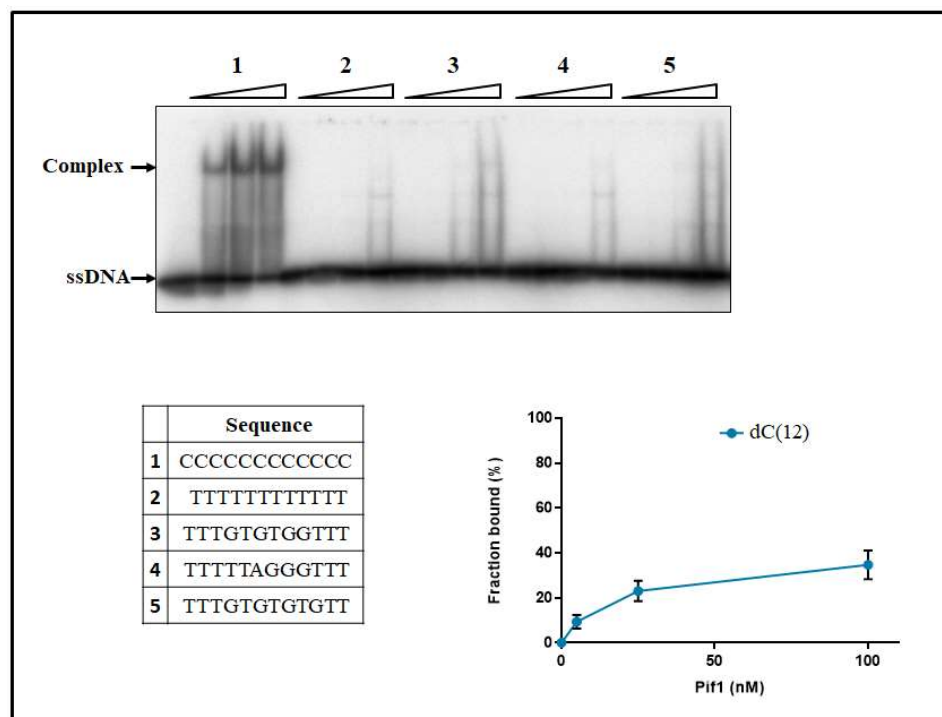 1 2 3 4 5
Complex
ssDNA
Sequence
1 CCCCCCCCCCCC
2 TTTTTTTTTTTT
3 TTTGTGTGGTTT
4 TTTTTAGGGTTT
5 TTTGTGTGTGTT
100
80
60
40
20
0
Fraction bound (%)
dC(12)
0 50 100
Pif1 (nM)